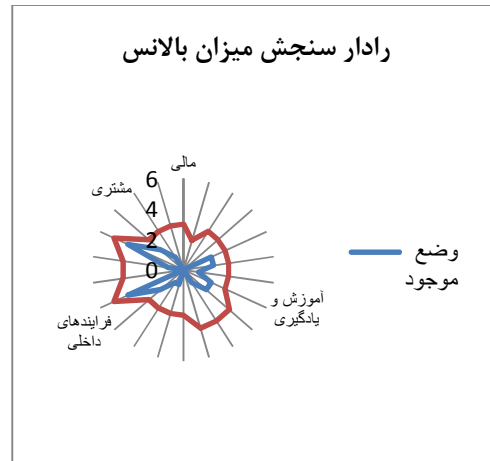 رادار سنجش میزان بالانس
مالی
مشتری
6
4
2
0
آموزش و
یادگیری
فرایندهای
داخلی
وضع
موجود